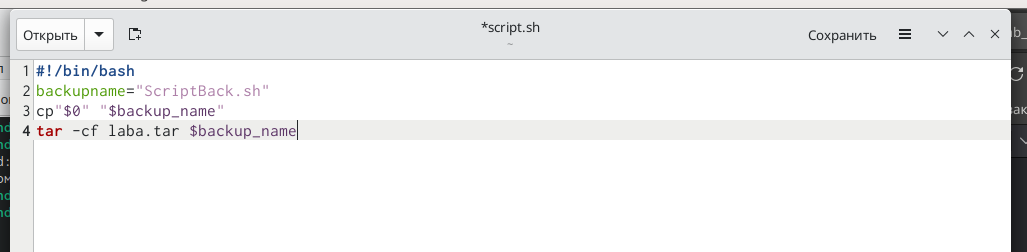 *script.sh
Открыть
~
Сохранить
1 #!/bin/bash
2 backupname="ScriptBack.sh"
3 cp"$0" "$backup_name"
4 tar -cf laba.tar $backup_name